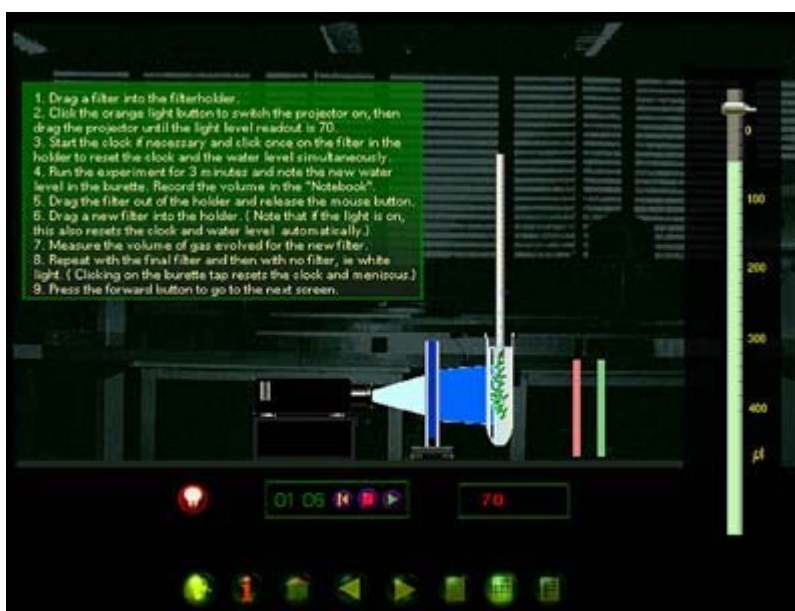 1. Drag a filter into the filterholder.
2. Click the orange light button to switch the projector on, then
drag the projector until the light level readout is 70.
3. Start the clock if necessary and click once on the filter in the
holder to reset the clock and the water level simultaneously.
4. Run the experiment for 3 minutes and note the new water
level in the burette. Record the volume in the "Notebook".
5. Drag the filter out of the holder and release the mouse button.
6. Drag a new filter into the holder. ( Note that if the light is on,
this also resets the clock and water level automatically.)
7. Measure the volume of gas evolved for the new filter.
8. Repeat with the final filter and then with no filter, ie white
light. ( Clicking on the burette tap resets the clock and meniscus.)
9. Press the forward button to go to the next screen.
0
100
200
300
400
µl
01 05
70
i